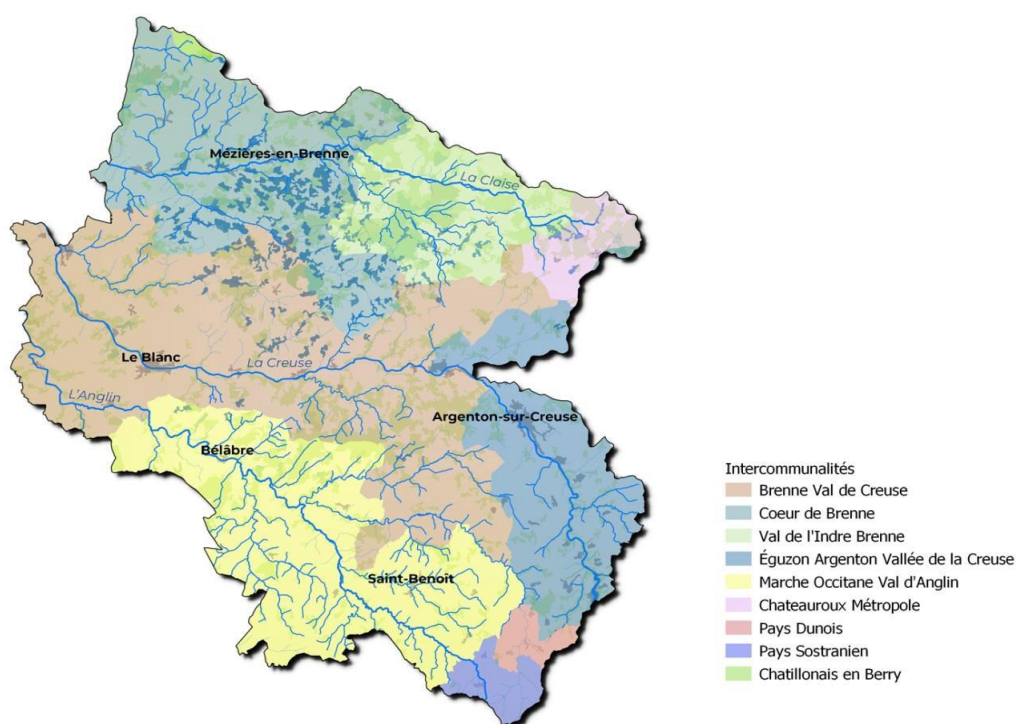 Mézières-en-Brenne
La Claise
Le Blanc
La Creuse
L'Anglin
Argenton-sur-Creuse
Bélâbre
Saint-Benoît
Intercommunalités
Brenne Val de Creuse
Coeur de Brenne
Val de l'Indre Brenne
Éguzon Argenton Vallée de la Creuse
Marche Occitane Val d'Anglin
Chateauroux Métropole
Pays Dunois
Pays Sostranien
Chatillonais en Berry